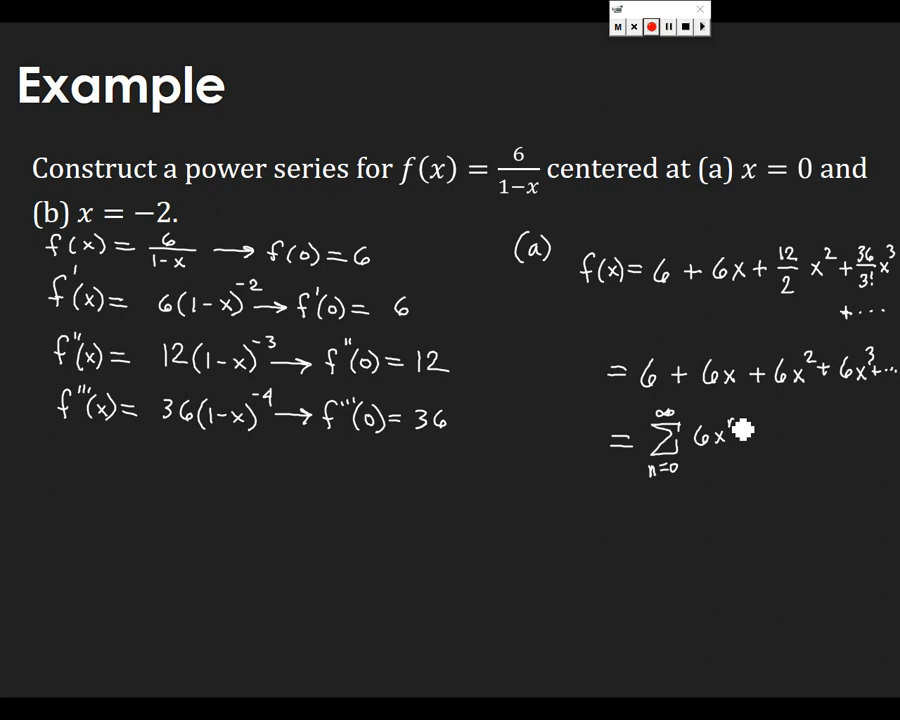 M
Example
Construct a power series for f(x) = 6/(1−x) centered at (a) x = 0 and
(b) x = −2.
f(x) = 6/(1-x) → f(0) = 6
f'(x) = 6(1-x)^-2 → f'(0) = 6
f''(x) = 12(1-x)^-3 → f''(0) = 12
f'''(x) = 36(1-x)^-4 → f'''(0) = 36
(a)
f(x) = 6 + 6x + 12/2 x^2 + 36/3! x^3
+ ...
= 6 + 6x + 6x^2 + 6x^3 + ...
= ∑_{n=0}^{∞} 6x^n